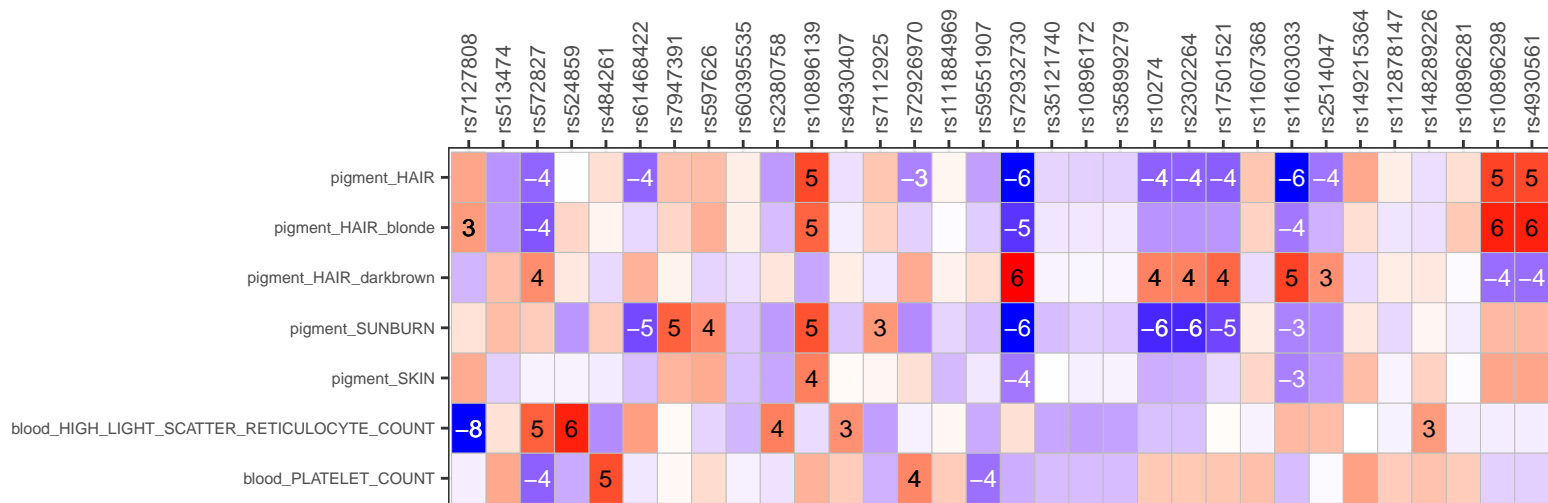 rs7127808 rs513474 rs572827 rs524859 rs484261 rs61468422 rs7947391 rs597626 rs60395535 rs2380758 rs10896139 rs4930407 rs7112925 rs72926970 rs111884969 rs59551907 rs72932730 rs35121740 rs10896172 rs35899279 rs10274 rs2302264 rs17501521 rs11607368 rs11603033 rs2514047 rs149215364 rs112878147 rs148289226 rs10896281 rs10896298 rs4930561
pigment_HAIR −4 −4 5 −3 −6 −4 −4 −4 −6 −4 5 5
pigment_HAIR_blonde 3 −4 5 −5 −4 6 6
pigment_HAIR_darkbrown 4 6 4 4 4 5 3 −4 −4
pigment_SUNBURN −5 5 4 5 3 −6 −6 −6 −5 −3
pigment_SKIN 4 −4 −3
blood_HIGH_LIGHT_SCATTER_RETICULOCYTE_COUNT −8 5 6 4 3 3
blood_PLATELET_COUNT −4 5 4 −4